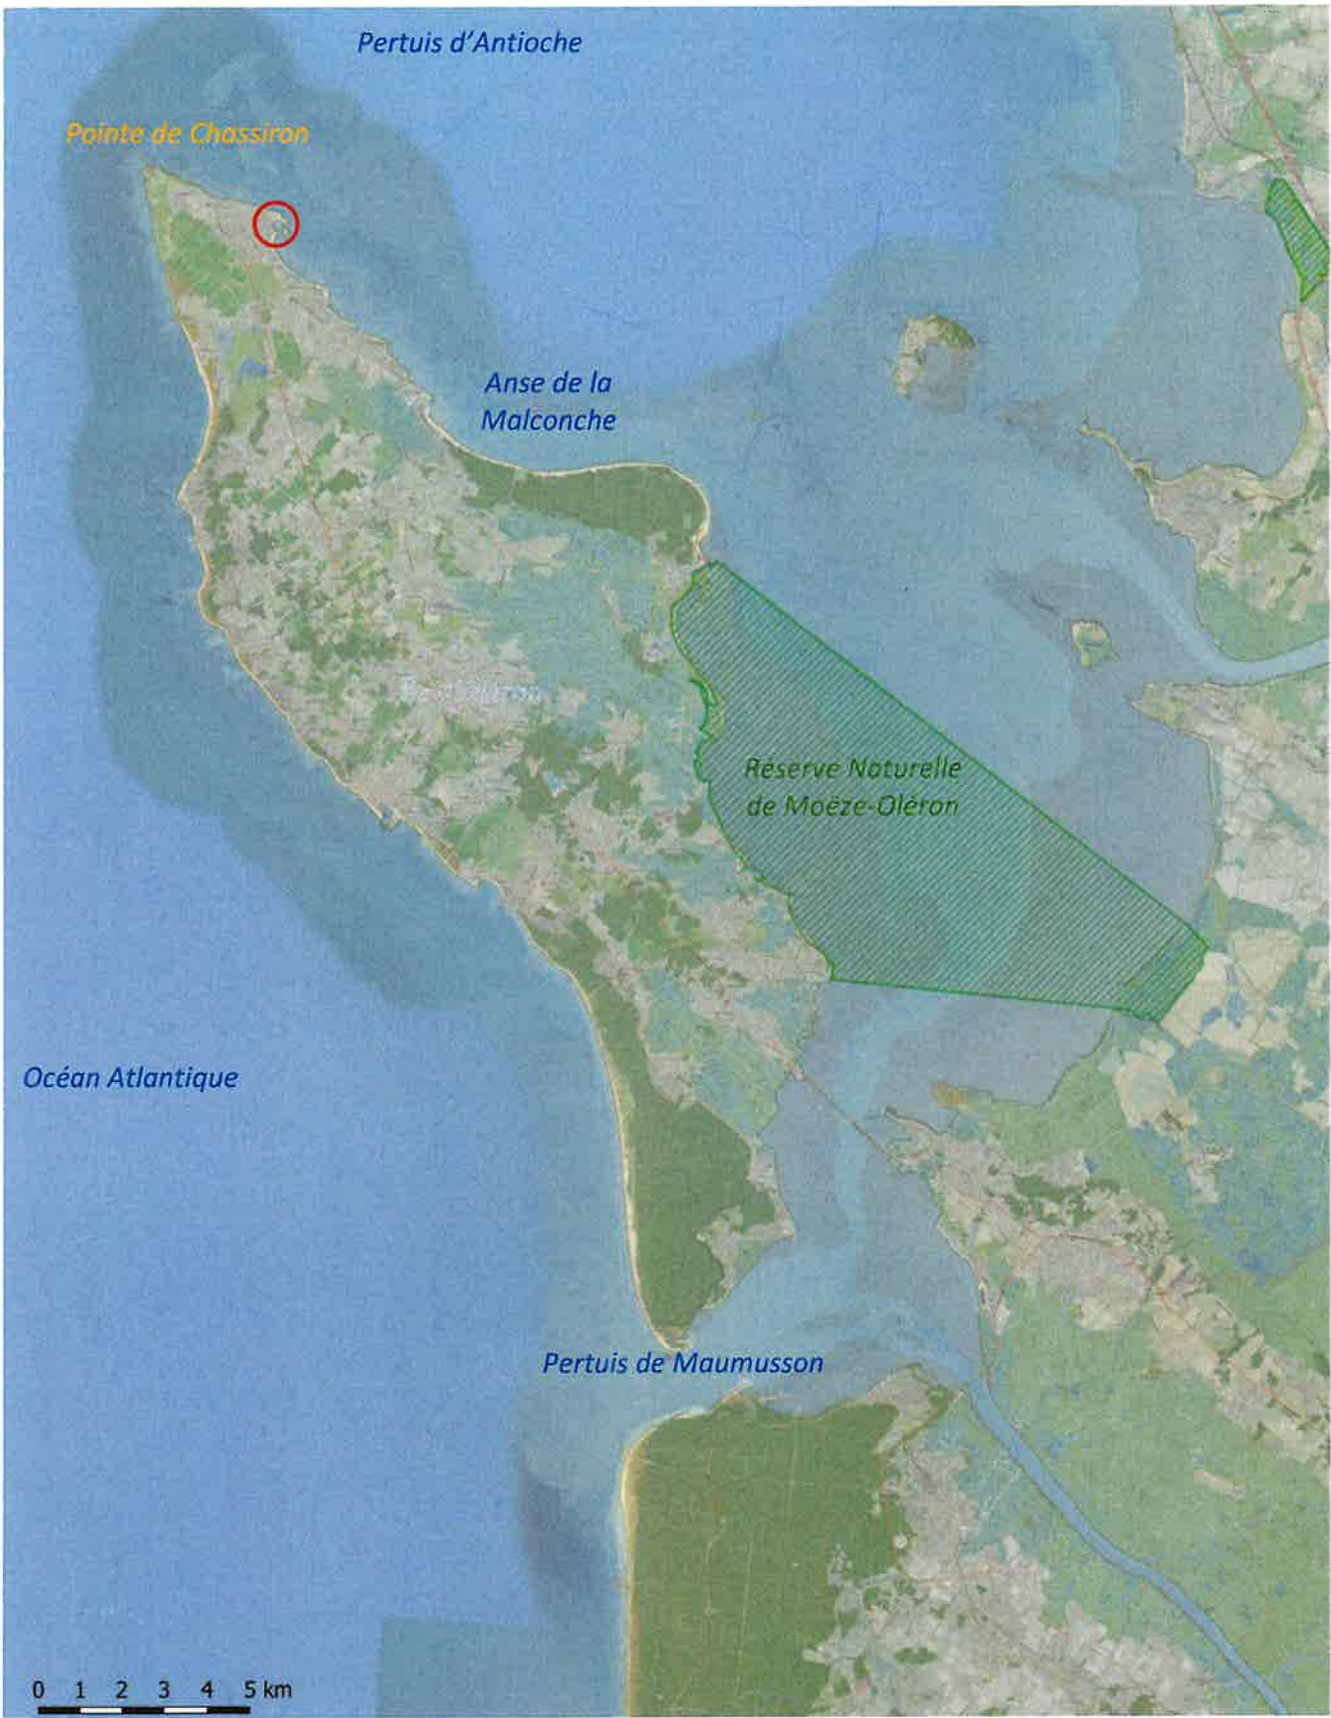 Pertuis d'Antioche
Pointe de Chassiron
Anse de la
Malconche
Réserve Naturelle
de Moëze-Oléron
Océan Atlantique
Pertuis de Maumusson
0 1 2 3 4 5 km